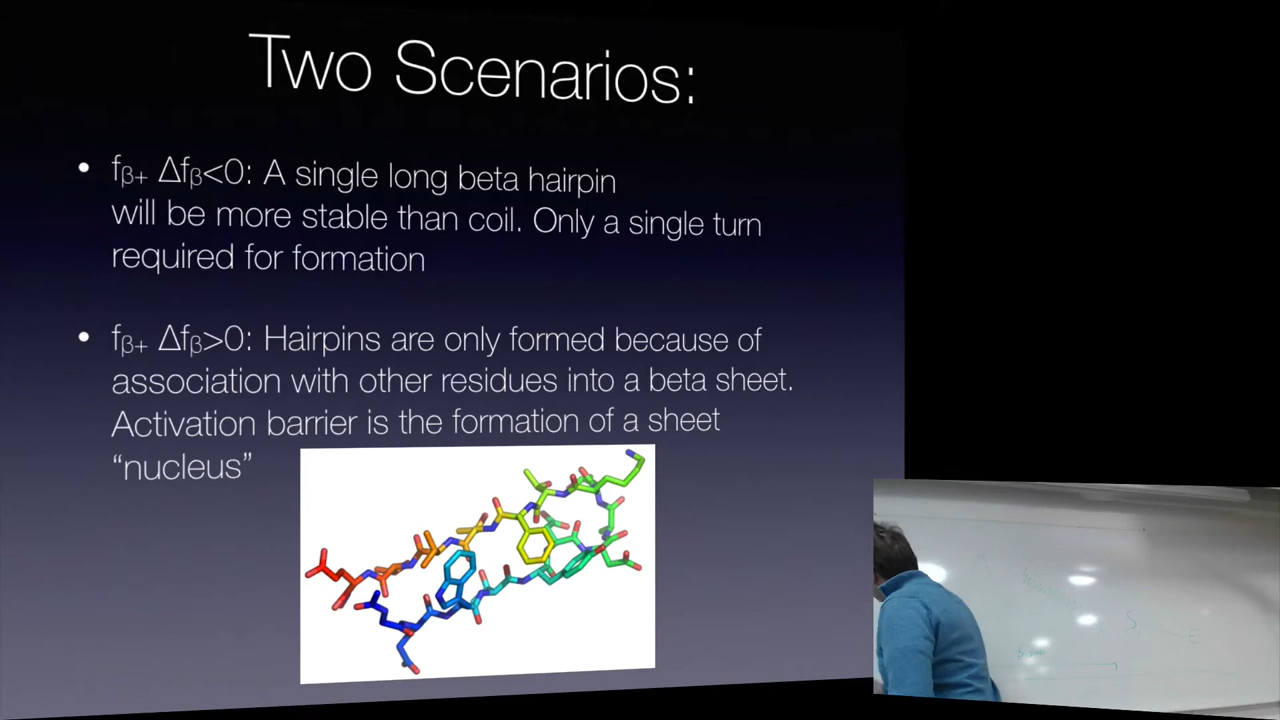 Two Scenarios:
• fβ+ Δfβ<0: A single long beta hairpin
will be more stable than coil. Only a single turn
required for formation
• fβ+ Δfβ>0: Hairpins are only formed because of
association with other residues into a beta sheet.
Activation barrier is the formation of a sheet
“nucleus”